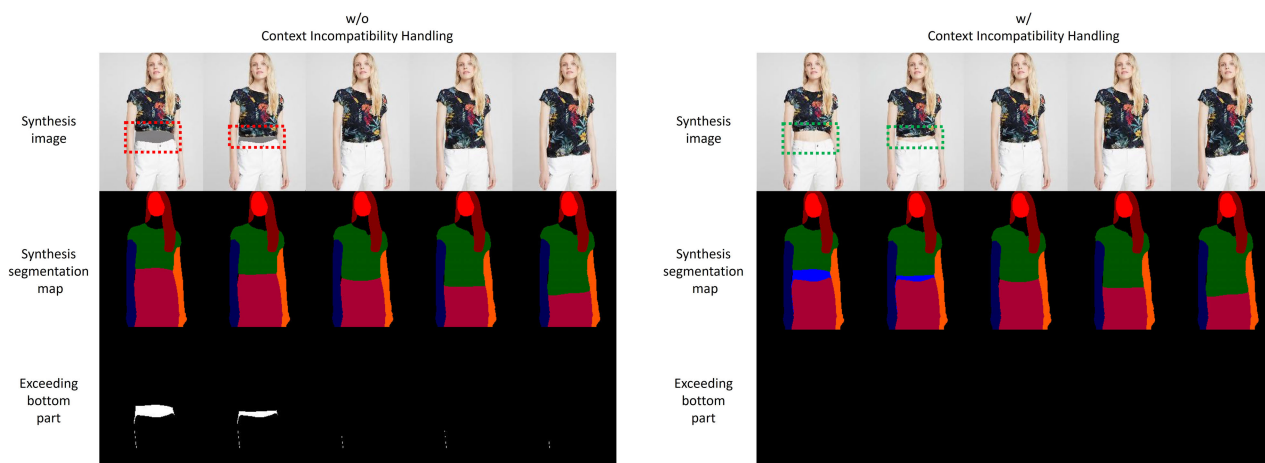 w/o
Context Incompatibility Handling
w/
Context Incompatibility Handling
Synthesis
image
Synthesis
image
Synthesis
segmentation
map
Synthesis
segmentation
map
Exceeding
bottom
part
Exceeding
bottom
part